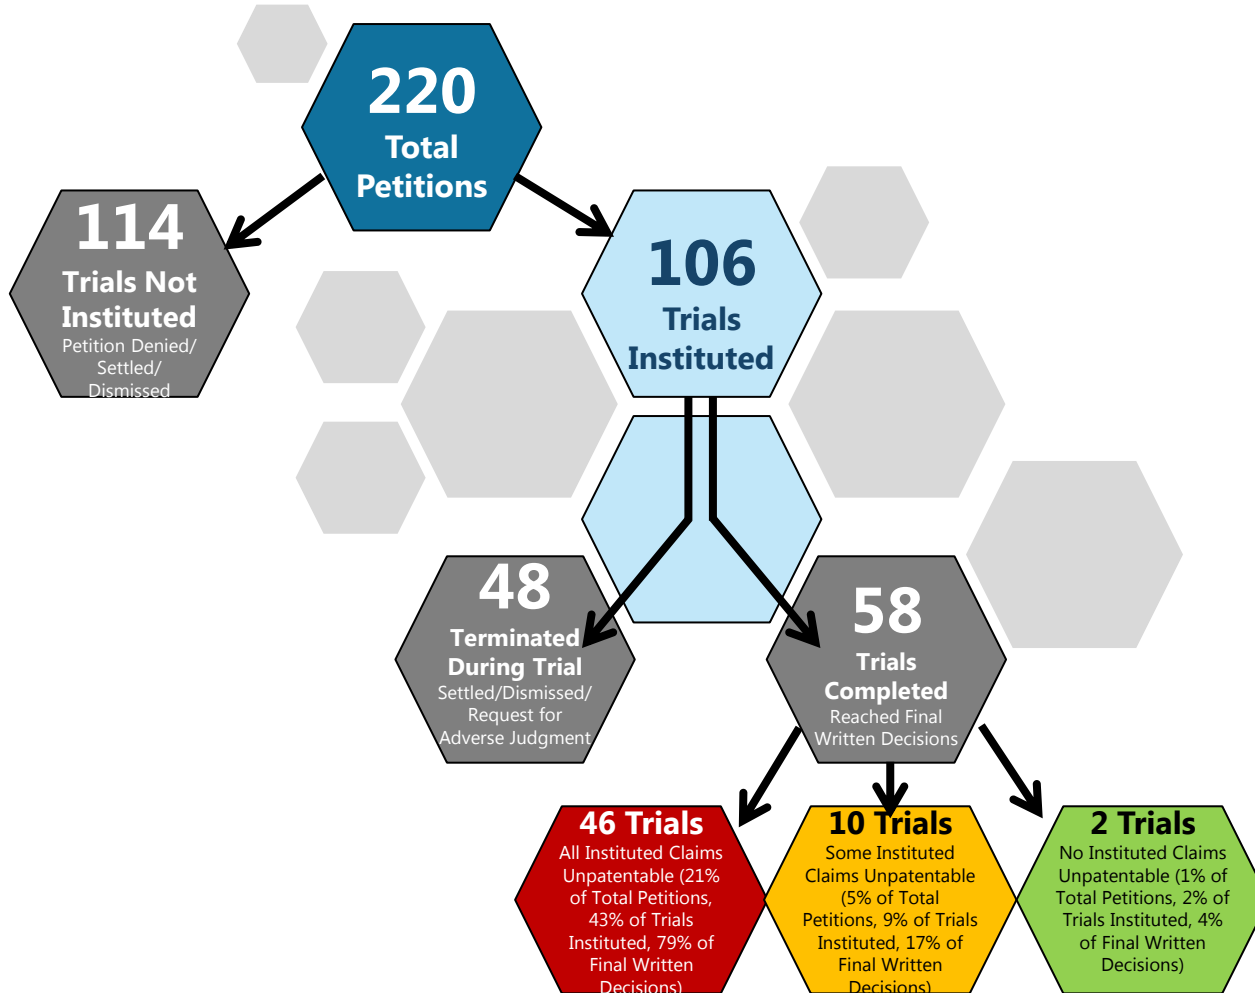 220
Total
Petitions
114
Trials Not
Instituted
Petition Denied/
Settled/
Dismissed
106
Trials
Instituted
48
Terminated
During Trial
Settled/Dismissed/
Request for
Adverse Judgment
58
Trials
Completed
Reached Final
Written Decisions
46 Trials
All Instituted Claims
Unpatentable (21%
of Total Petitions,
43% of Trials
Instituted, 79% of
Final Written
Decisions)
10 Trials
Some Instituted
Claims Unpatentable
(5% of Total
Petitions, 9% of Trials
Instituted, 17% of
Final Written
Decisions)
2 Trials
No Instituted Claims
Unpatentable (1% of
Total Petitions, 2% of
Trials Instituted, 4%
of Final Written
Decisions)